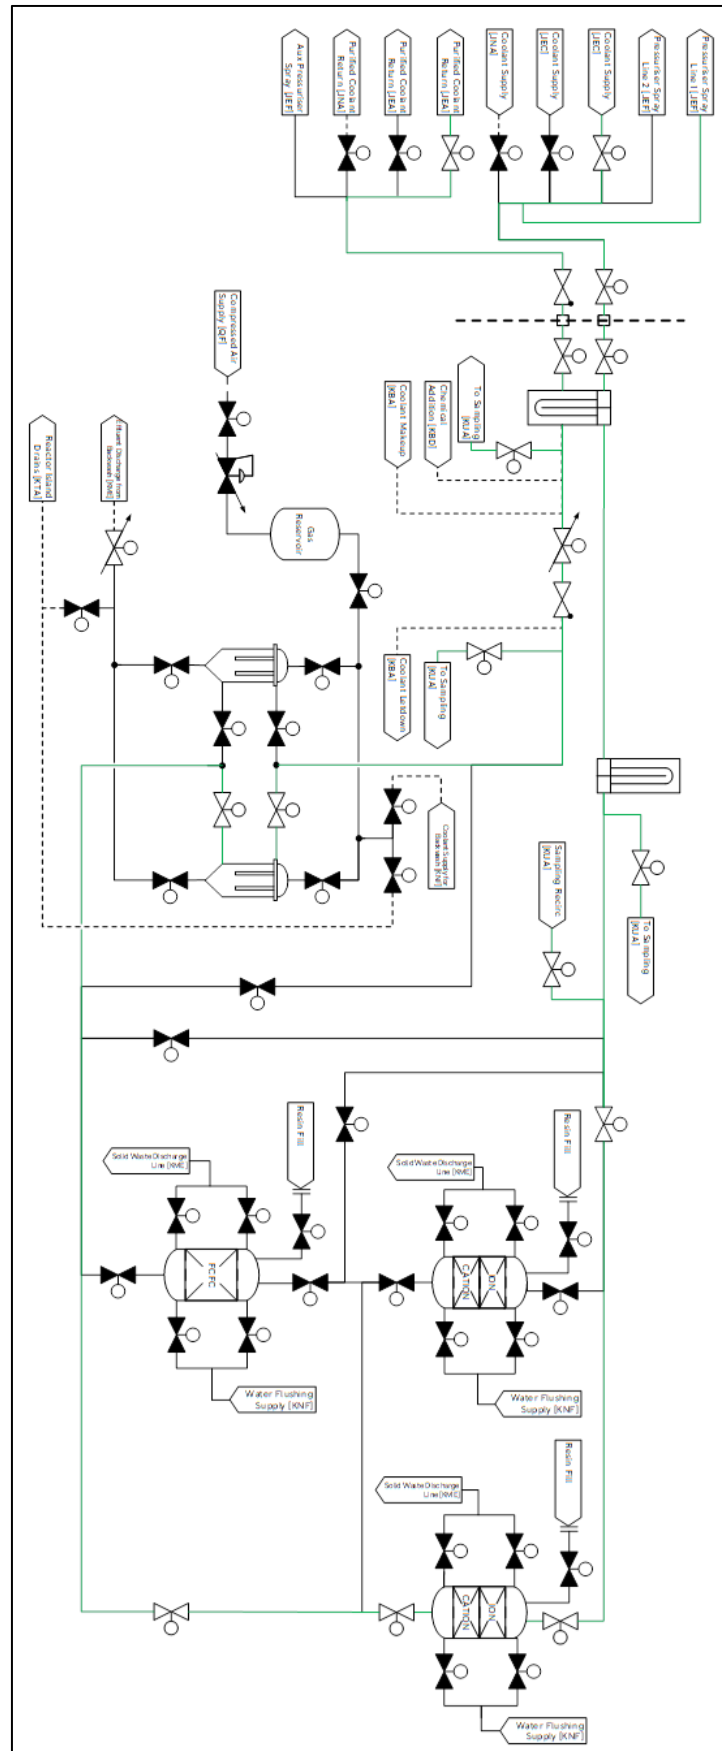 Aux Pressuriser
Spray [JEF]
Purified Coolant
Return [JNA]
Purified Coolant
Return [JEA]
Purified Coolant
Return [JEA]
Coolant Supply
[JNA]
Coolant Supply
[JEC]
Coolant Supply
[JEC]
Pressuriser Spray
Line 2 [JEF]
Pressuriser Spray
Line 1 [JEF]
Compressed Air
Supply [QF]
To Sampling
[KUA]
Chemical
Addition [KBD]
Coolant Makeup
[KBA]
Reactor Island
Drains [KTA]
Effluent Discharge from
Backwash [KME]
Gas
Reservoir
Coolant Letdown
[KBA]
To Sampling
[KUA]
Coolant Supply for
Backwash [KNF]
Sampling Recirc
[KUA]
To Sampling
[KUA]
Resin Fill
Resin Fill
Solid Waste Discharge
Line [KME]
Solid Waste Discharge
Line [KME]
FCFC
CATION
ION
Water Flushing
Supply [KNF]
Water Flushing
Supply [KNF]
Resin Fill
Solid Waste Discharge
Line [KME]
CATION
ION
Water Flushing
Supply [KNF]